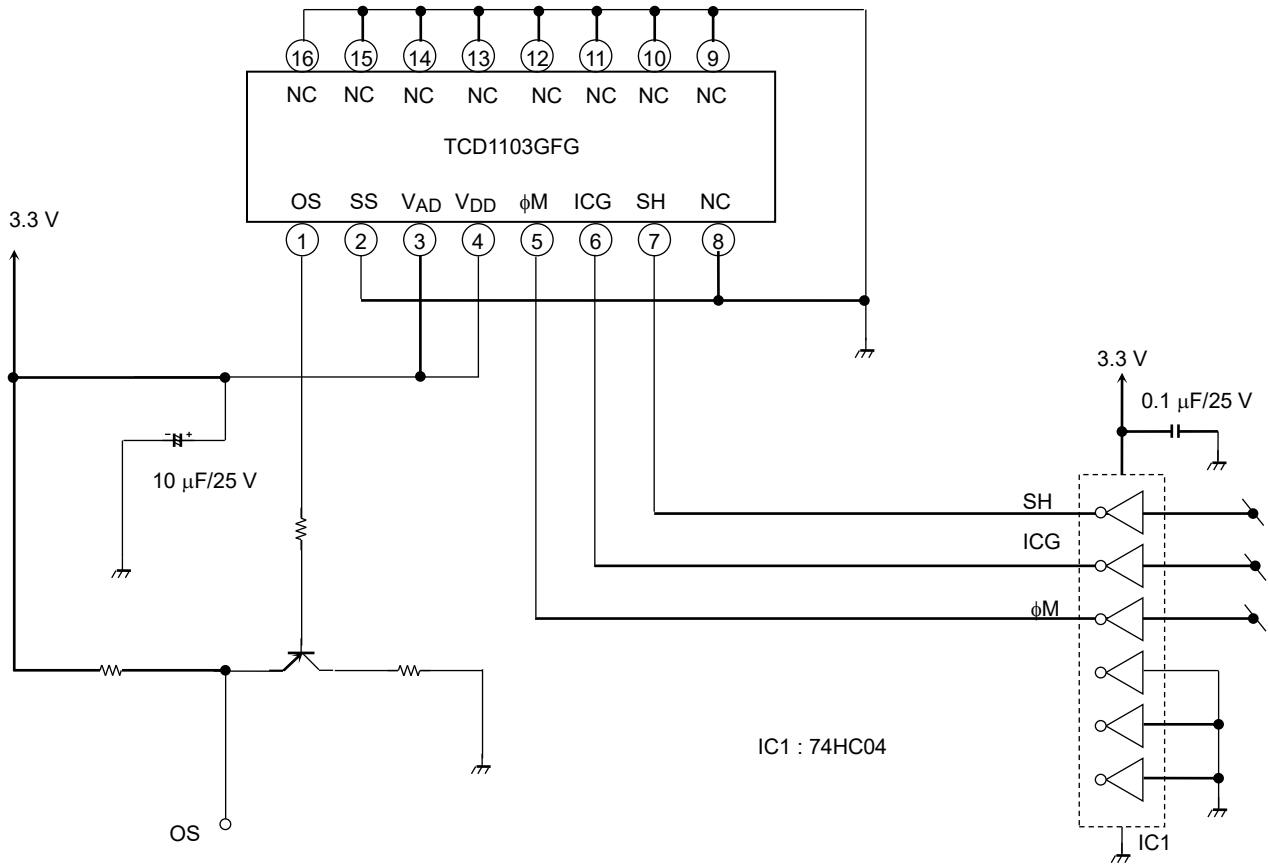 16 15 14 13 12 11 10 9
NC NC NC NC NC NC NC NC
TCD1103GFG
OS SS VAD VDD ϕM ICG SH NC
1 2 3 4 5 6 7 8
3.3 V
3.3 V
0.1 μF/25 V
- +
10 μF/25 V
SH
ICG
ϕM
IC1 : 74HC04
OS
IC1